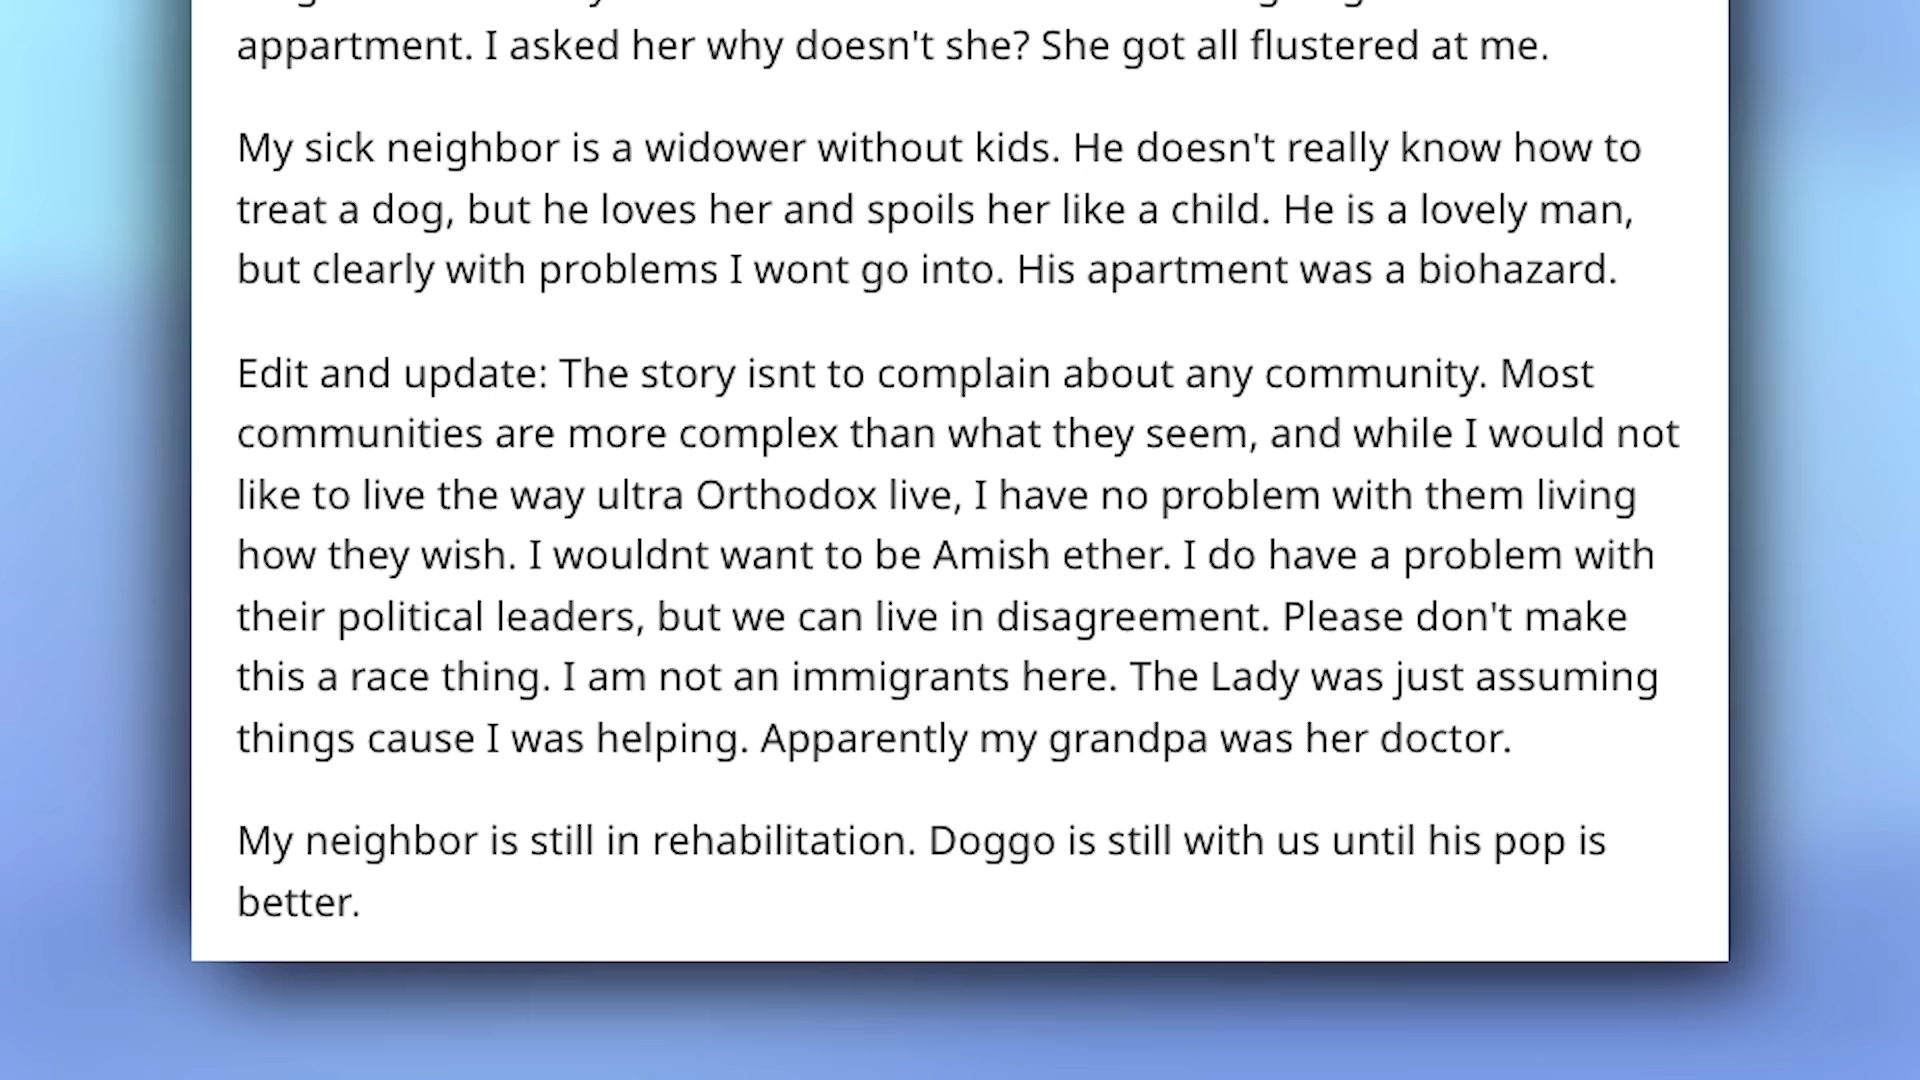 appartment. I asked her why doesn't she? She got all flustered at me.
My sick neighbor is a widower without kids. He doesn't really know how to
treat a dog, but he loves her and spoils her like a child. He is a lovely man,
but clearly with problems I wont go into. His apartment was a biohazard.
Edit and update: The story isnt to complain about any community. Most
communities are more complex than what they seem, and while I would not
like to live the way ultra Orthodox live, I have no problem with them living
how they wish. I wouldnt want to be Amish ether. I do have a problem with
their political leaders, but we can live in disagreement. Please don't make
this a race thing. I am not an immigrants here. The Lady was just assuming
things cause I was helping. Apparently my grandpa was her doctor.
My neighbor is still in rehabilitation. Doggo is still with us until his pop is
better.